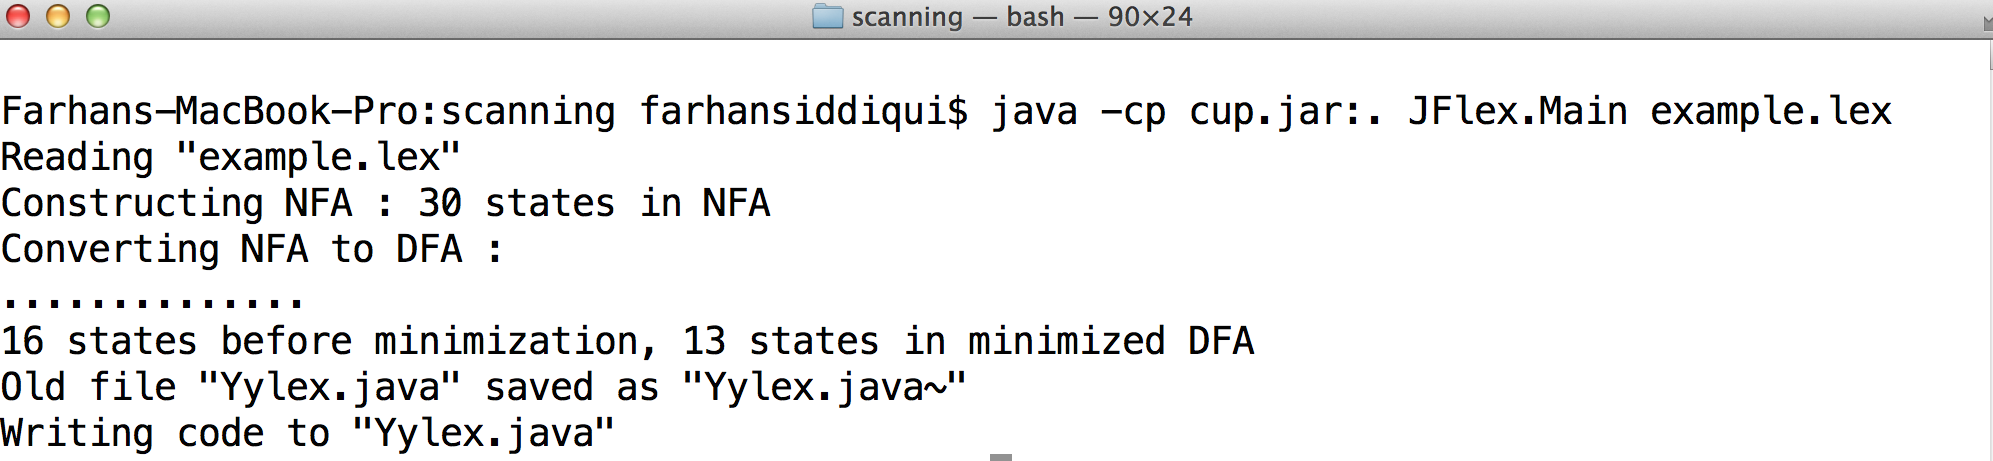 scanning — bash — 90×24
Farhans-MacBook-Pro:scanning farhansiddiqui$ java -cp cup.jar:. JFlex.Main example.lex
Reading "example.lex"
Constructing NFA : 30 states in NFA
Converting NFA to DFA :
..............
16 states before minimization, 13 states in minimized DFA
Old file "Yylex.java" saved as "Yylex.java~"
Writing code to "Yylex.java"